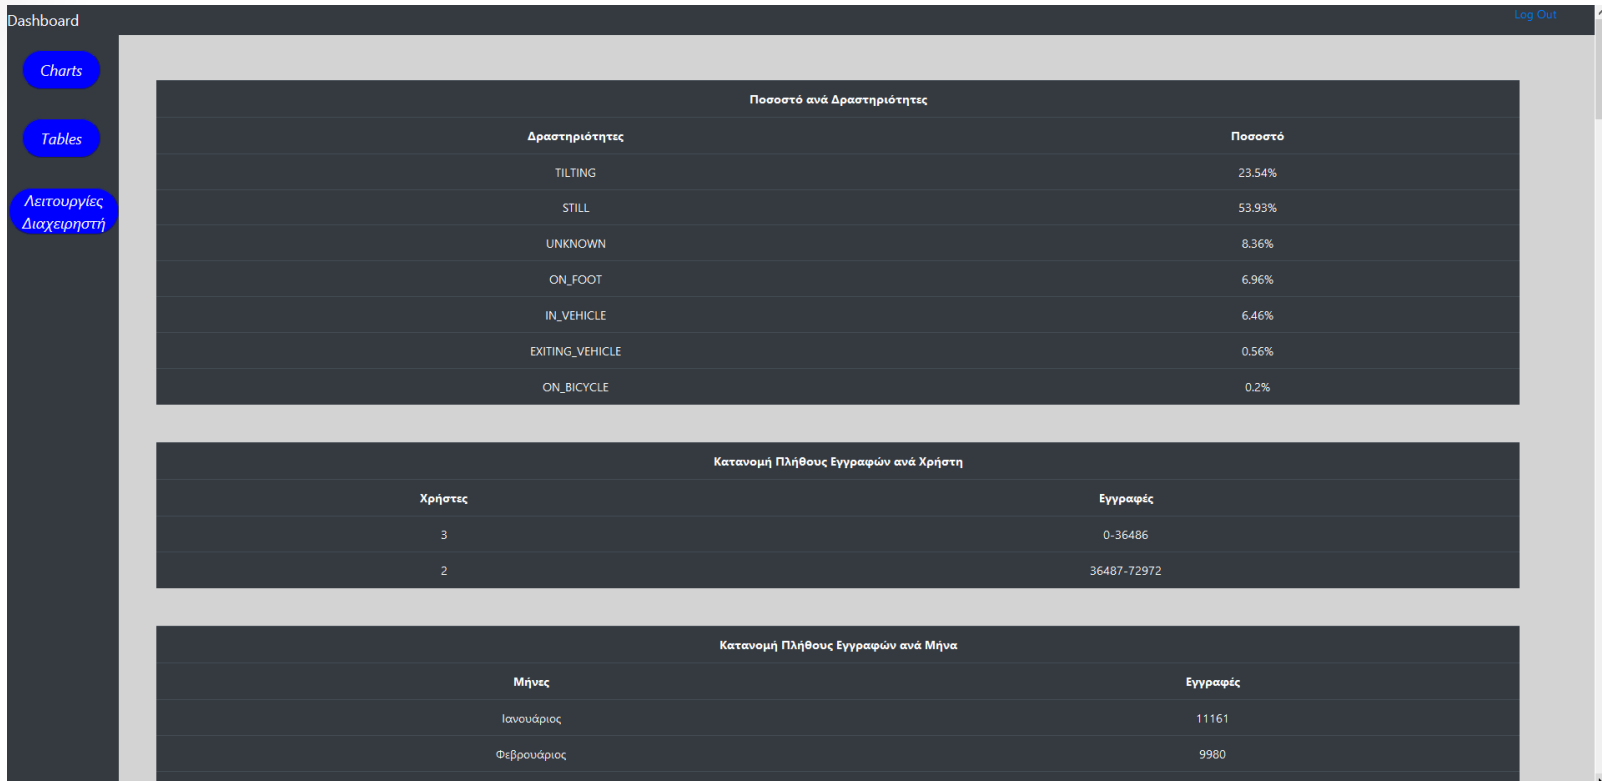 Dashboard
Log Out
Charts
Tables
Λειτουργίες
Διαχειρηστή
Ποσοστό ανά Δραστηριότητες
Δραστηριότητες Ποσοστό
TILTING 23.54%
STILL 53.93%
UNKNOWN 8.36%
ON_FOOT 6.96%
IN_VEHICLE 6.46%
EXITING_VEHICLE 0.56%
ON_BICYCLE 0.2%
Κατανομή Πλήθους Εγγραφών ανά Χρήστη
Χρήστες Εγγραφές
3 0-36486
2 36487-72972
Κατανομή Πλήθους Εγγραφών ανά Μήνα
Μήνες Εγγραφές
Ιανουάριος 11161
Φεβρουάριος 9980